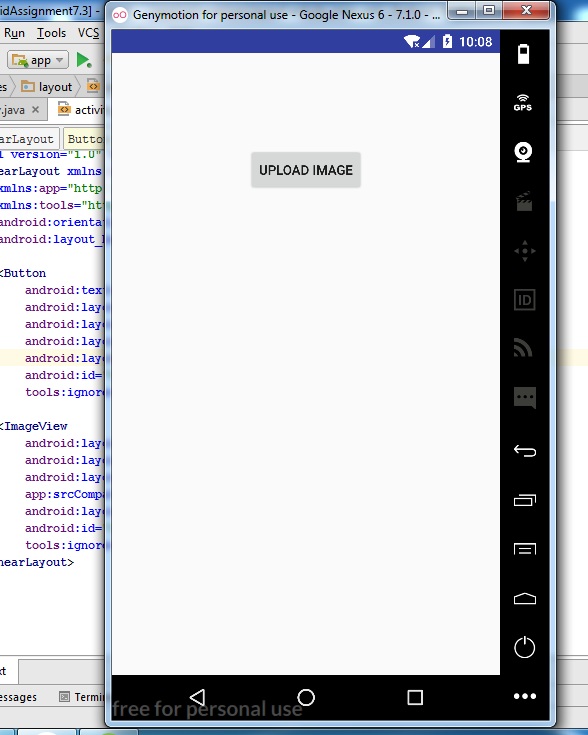 idAssignment7.3] -
Genymotion for personal use - Google Nexus 6 - 7.1.0 - ...
Run Tools VCS
app
10:08
layout
.java
activi
GPS
earLayout
Butto
UPLOAD IMAGE
l version="1.0"
earLayout xmlns
xmlns:app="http
xmlns:tools="ht
android:orienta
android:layout_
<Button
android:tex
android:lay
android:lay
android:lay
android:lay
android:id=
tools:ignor
ID
<ImageView
android:lay
android:lay
android:lay
app:srcCompa
android:lay
android:id=
tools:ignor
nearLayout>
xt
essages
Termi
free for personal use